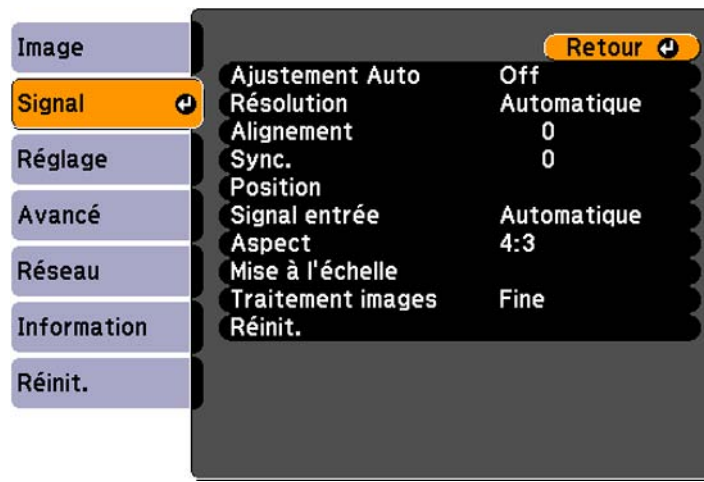 Image
Signal
Réglage
Avancé
Réseau
Information
Réinit.
Retour
Ajustement Auto Off
Résolution Automatique
Alignement 0
Sync. 0
Position
Signal entrée Automatique
Aspect 4:3
Mise à l'échelle
Traitement images Fine
Réinit.